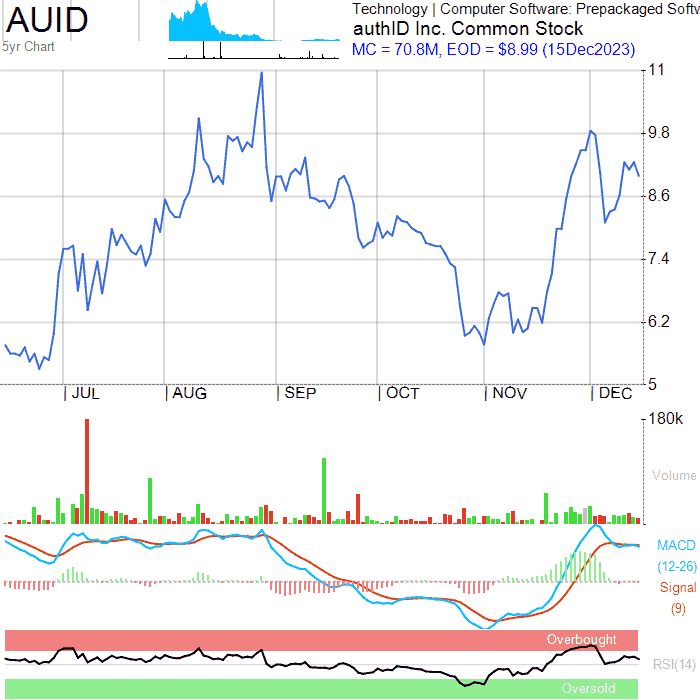 AUID
5yr Chart
Technology | Computer Software: Prepackaged Softw
authID Inc. Common Stock
MC = 70.8M, EOD = $8.99 (15Dec2023)
11
9.8
8.6
7.4
6.2
5
JUL AUG SEP OCT NOV DEC
180k
Volume
MACD
(12-26)
Signal
(9)
Overbought
RSI(14)
Oversold